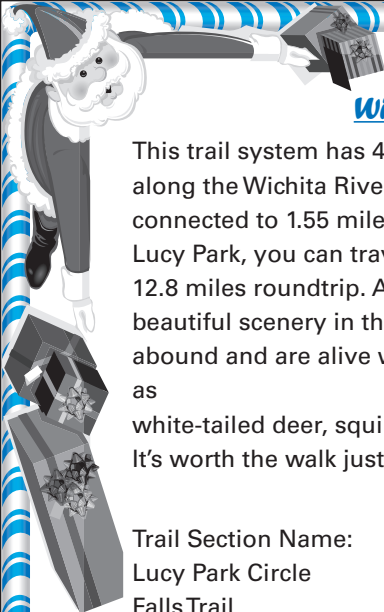 Wi
This trail system has 4
along the Wichita Rive
connected to 1.55 mile
Lucy Park, you can trav
12.8 miles roundtrip. A
beautiful scenery in th
abound and are alive w
as
white-tailed deer, squi
It's worth the walk just
Trail Section Name:
Lucy Park Circle
Falls Trail